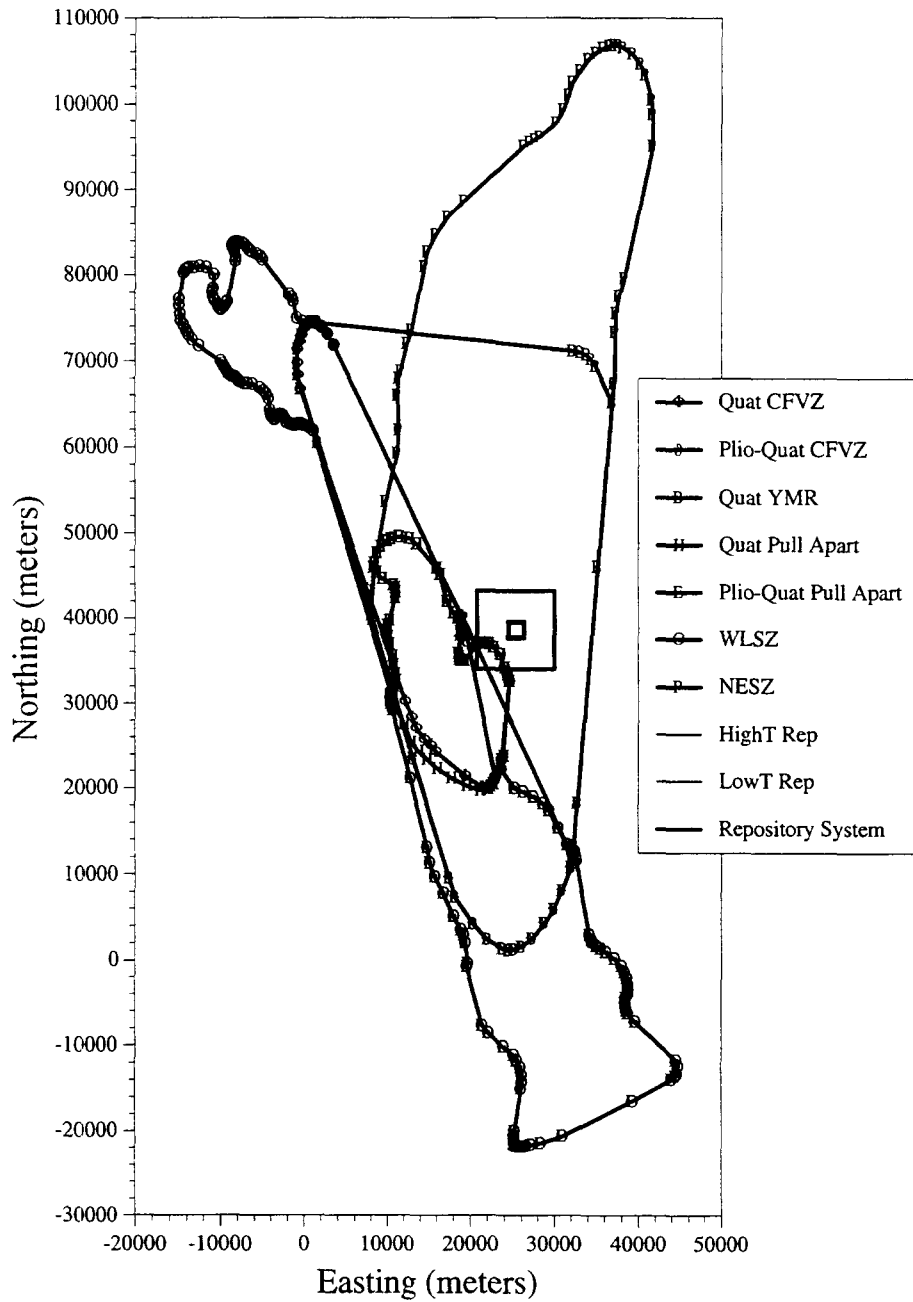 110000
100000
90000
80000
70000
60000
50000
40000
30000
20000
10000
0
-10000
-20000
-30000
-20000 -10000 0 10000 20000 30000 40000 50000
Easting (meters)
Northing (meters)
Quat CFVZ
Plio-Quat CFVZ
Quat YMR
Quat Pull Apart
Plio-Quat Pull Apart
WLSZ
NESZ
HighT Rep
LowT Rep
Repository System